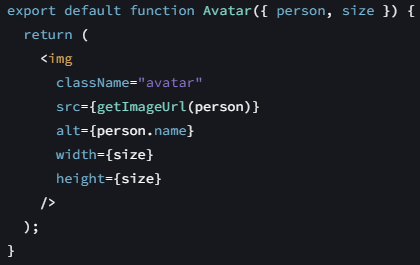 export default function Avatar({ person, size }) {
  return (
    <img
      className="avatar"
      src={getImageUrl(person)}
      alt={person.name}
      width={size}
      height={size}
    />
  );
}